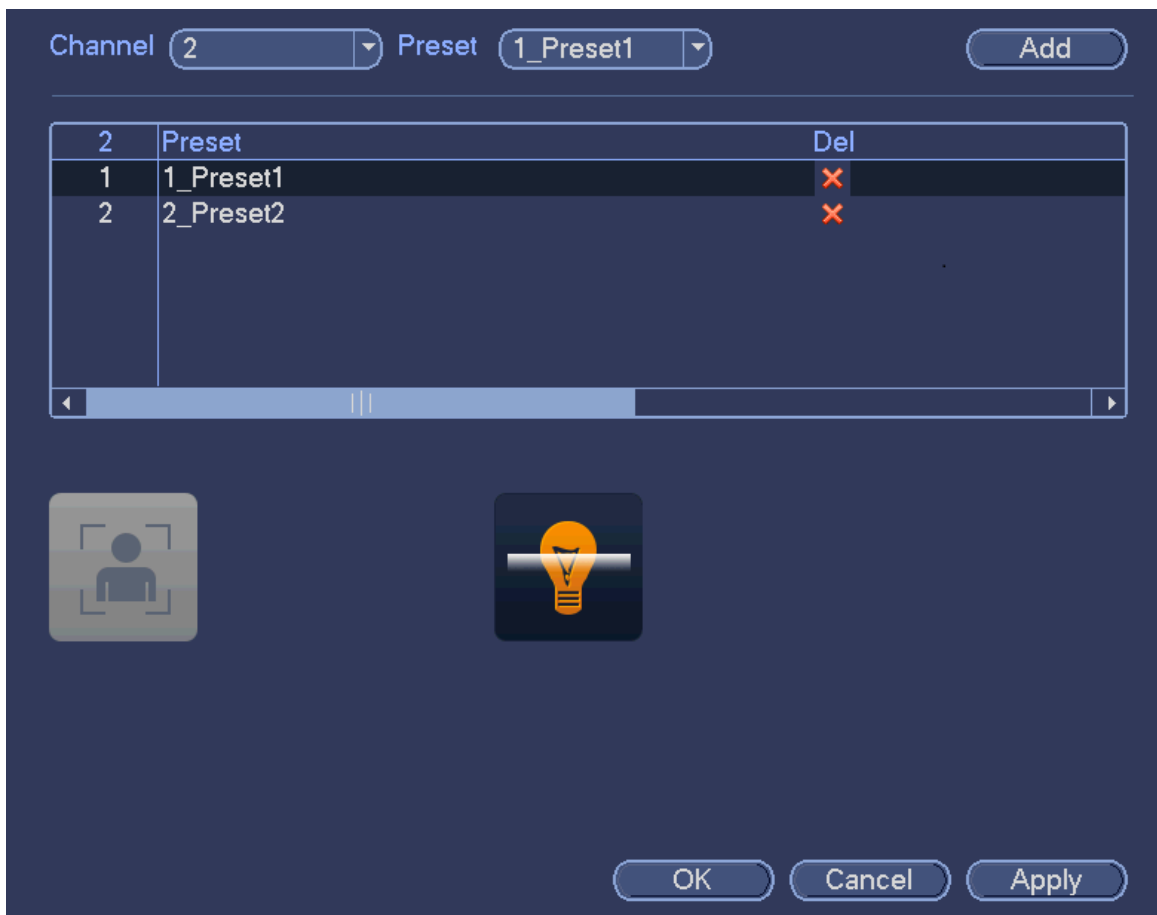 Channel 2 Preset 1_Preset1 Add
2 Preset Del
1 1_Preset1
2 2_Preset2
OK Cancel Apply